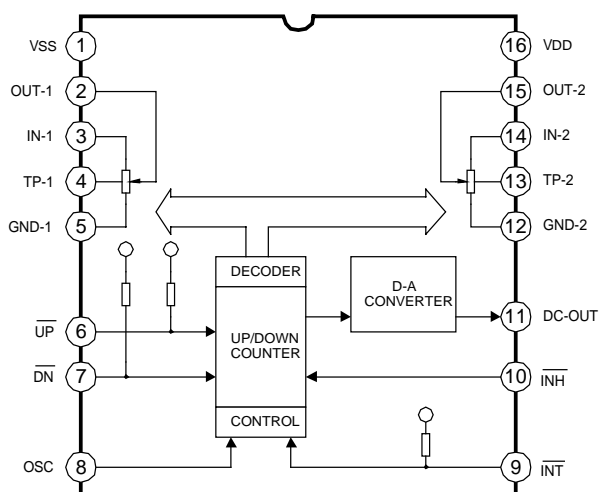 VSS 1
OUT-1 2
IN-1 3
TP-1 4
GND-1 5
UP 6
DN 7
OSC 8
16 VDD
15 OUT-2
14 IN-2
13 TP-2
12 GND-2
11 DC-OUT
10 INH
9 INT
DECODER
UP/DOWN
COUNTER
CONTROL
D-A
CONVERTER